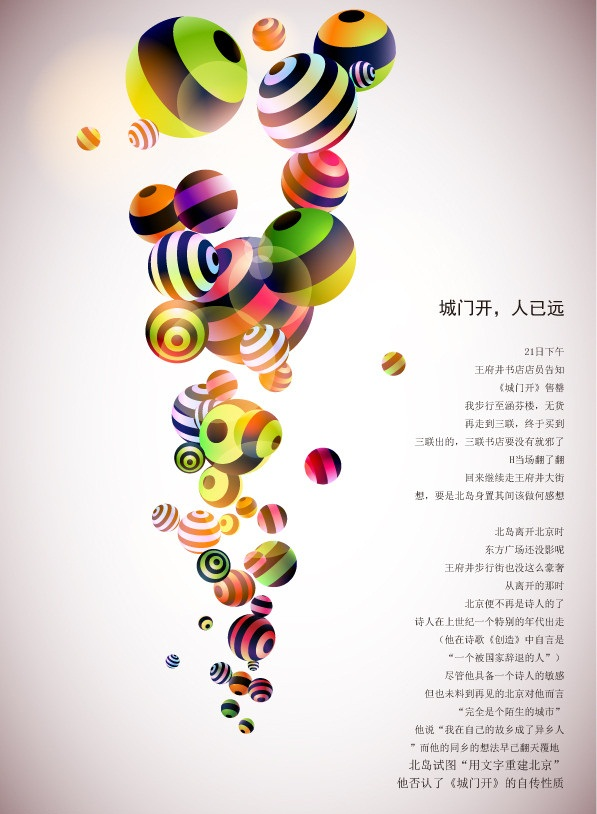 城门开，人已远
21日下午
王府井书店店员告知
《城门开》售罄
我步行至涵芬楼，无货
再走到三联，终于买到
三联出的，三联书店要没有就邪了
H当场翻了翻
回来继续走王府井大街
想，要是北岛身置其间该做何感想
北岛离开北京时
东方广场还没影呢
王府井步行街也没这么豪奢
从离开的那时
北京便不再是诗人的了
诗人在上世纪一个特别的年代出走
（他在诗歌《创造》中自言是
“一个被国家辞退的人”）
尽管他具备一个诗人的敏感
但也未料到再见的北京对他而言
“完全是个陌生的城市”
他说“我在自己的故乡成了异乡人
”而他的同乡的想法早已翻天覆地
北岛试图“用文字重建北京”
他否认了《城门开》的自传性质